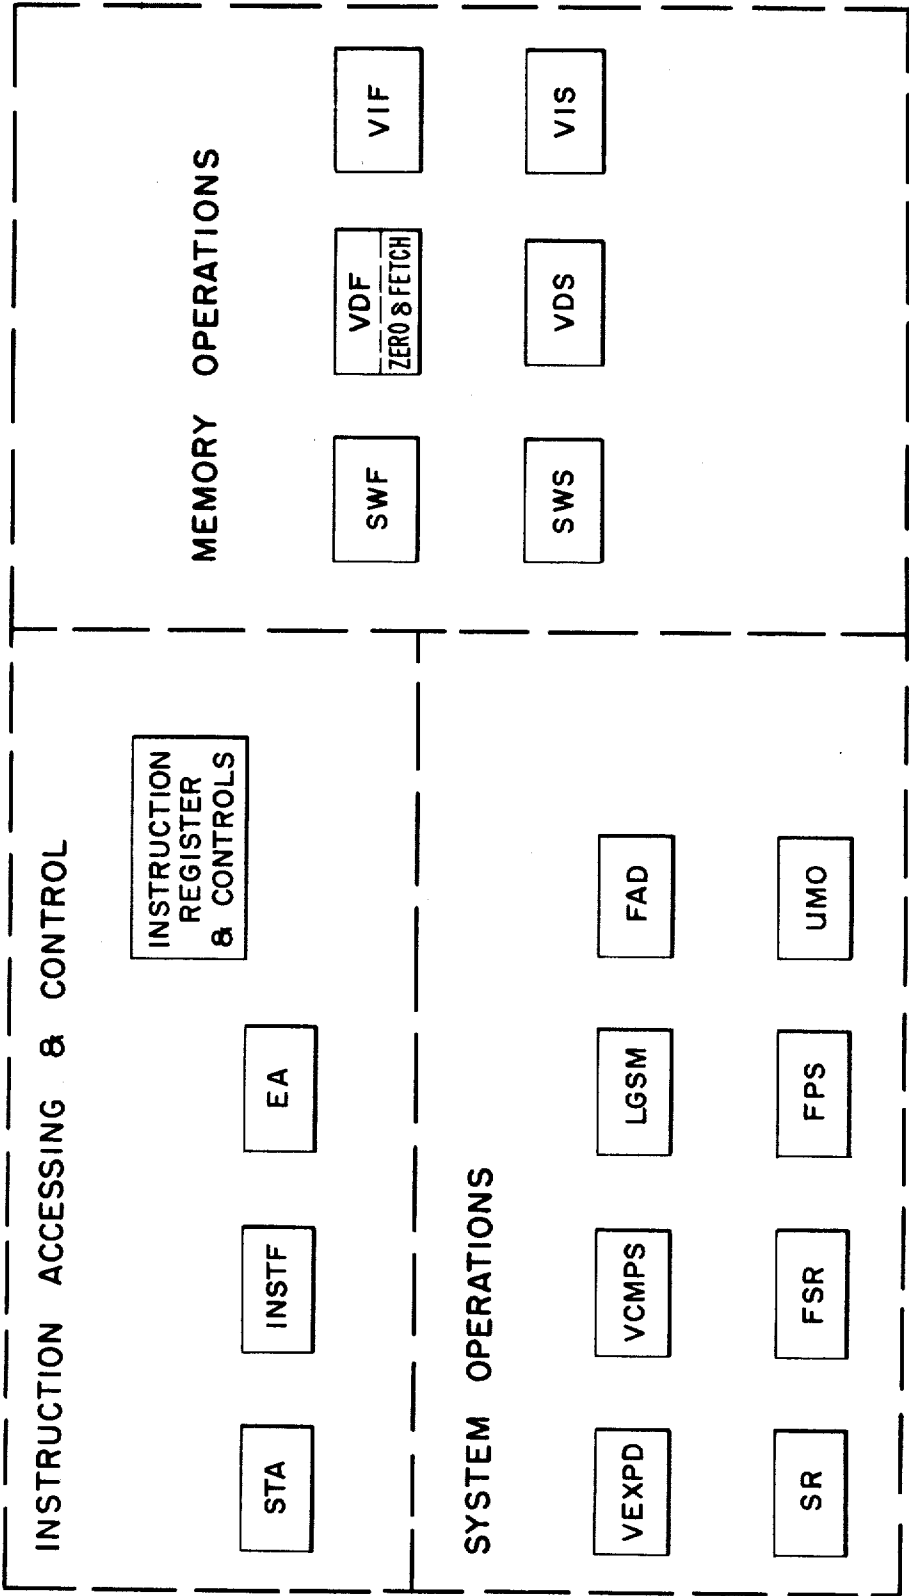 INSTRUCTION ACCESSING & CONTROL
INSTRUCTION
REGISTER
& CONTROLS
STA
INSTF
EA
SYSTEM OPERATIONS
VEXPD
VCMPS
LGSM
FAD
SR
FSR
FPS
UMO
MEMORY OPERATIONS
SWF
VDF
ZERO & FETCH
VIF
SWS
VDS
VIS